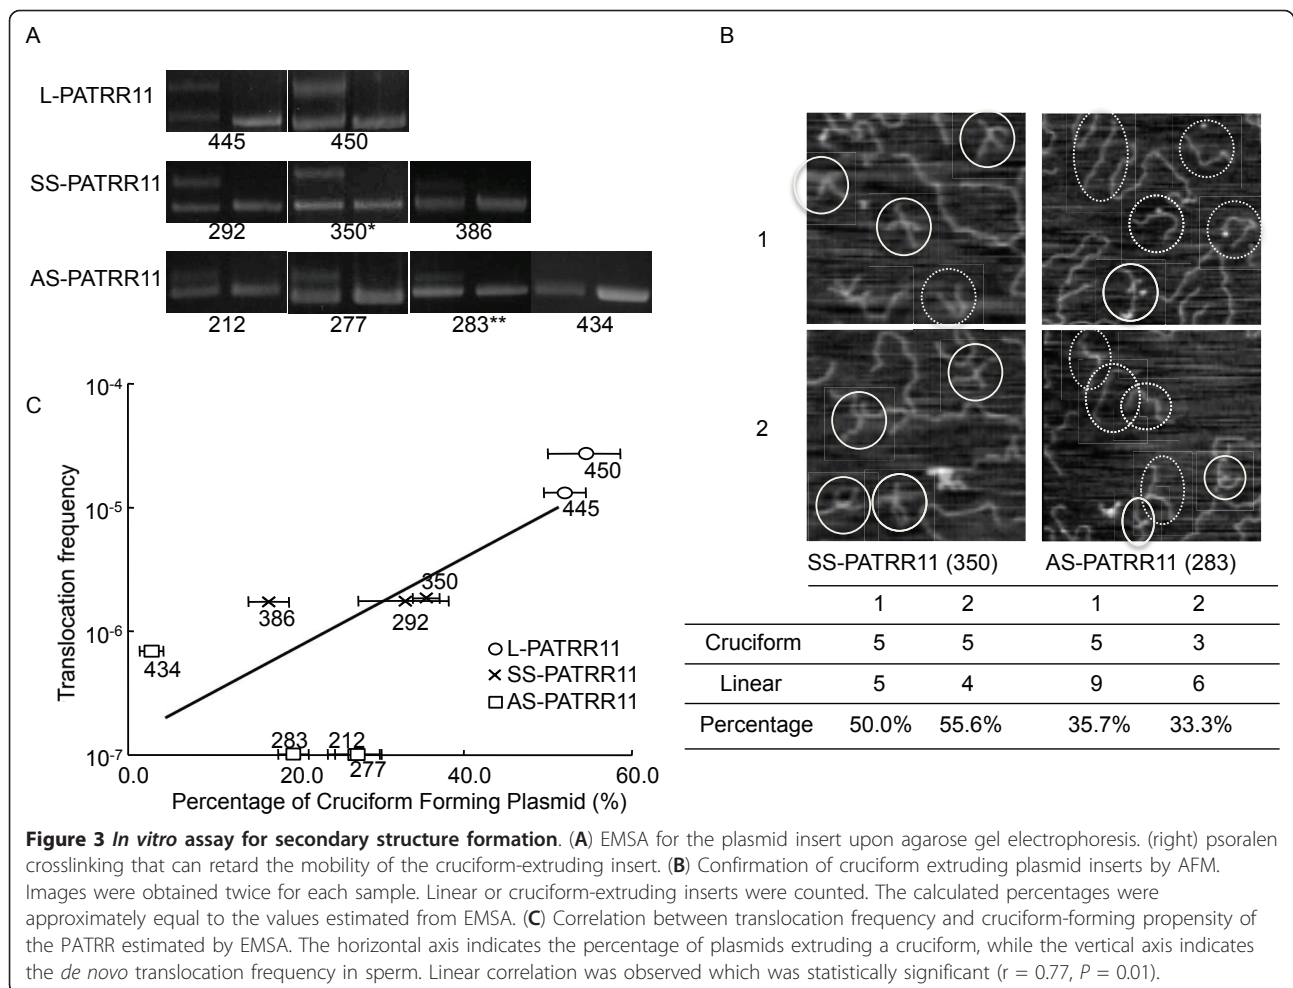 A
L-PATRR11
445 450
SS-PATRR11
292 350* 386
AS-PATRR11
212 277 283** 434
B
1
2
SS-PATRR11 (350) AS-PATRR11 (283)
1 2 1 2
Cruciform 5 5 5 3
Linear 5 4 9 6
Percentage 50.0% 55.6% 35.7% 33.3%
C
Translocation frequency
10-4
10-5
10-6
10-7
450
445
350
386
292
434
283 212
277
L-PATRR11
SS-PATRR11
AS-PATRR11
0.0 20.0 40.0 60.0
Percentage of Cruciform Forming Plasmid (%)
Figure 3 In vitro assay for secondary structure formation. (A) EMSA for the plasmid insert upon agarose gel electrophoresis. (right) psoralen
crosslinking that can retard the mobility of the cruciform-extruding insert. (B) Confirmation of cruciform extruding plasmid inserts by AFM.
Images were obtained twice for each sample. Linear or cruciform-extruding inserts were counted. The calculated percentages were
approximately equal to the values estimated from EMSA. (C) Correlation between translocation frequency and cruciform-forming propensity of
the PATRR estimated by EMSA. The horizontal axis indicates the percentage of plasmids extruding a cruciform, while the vertical axis indicates
the de novo translocation frequency in sperm. Linear correlation was observed which was statistically significant (r = 0.77, P = 0.01).